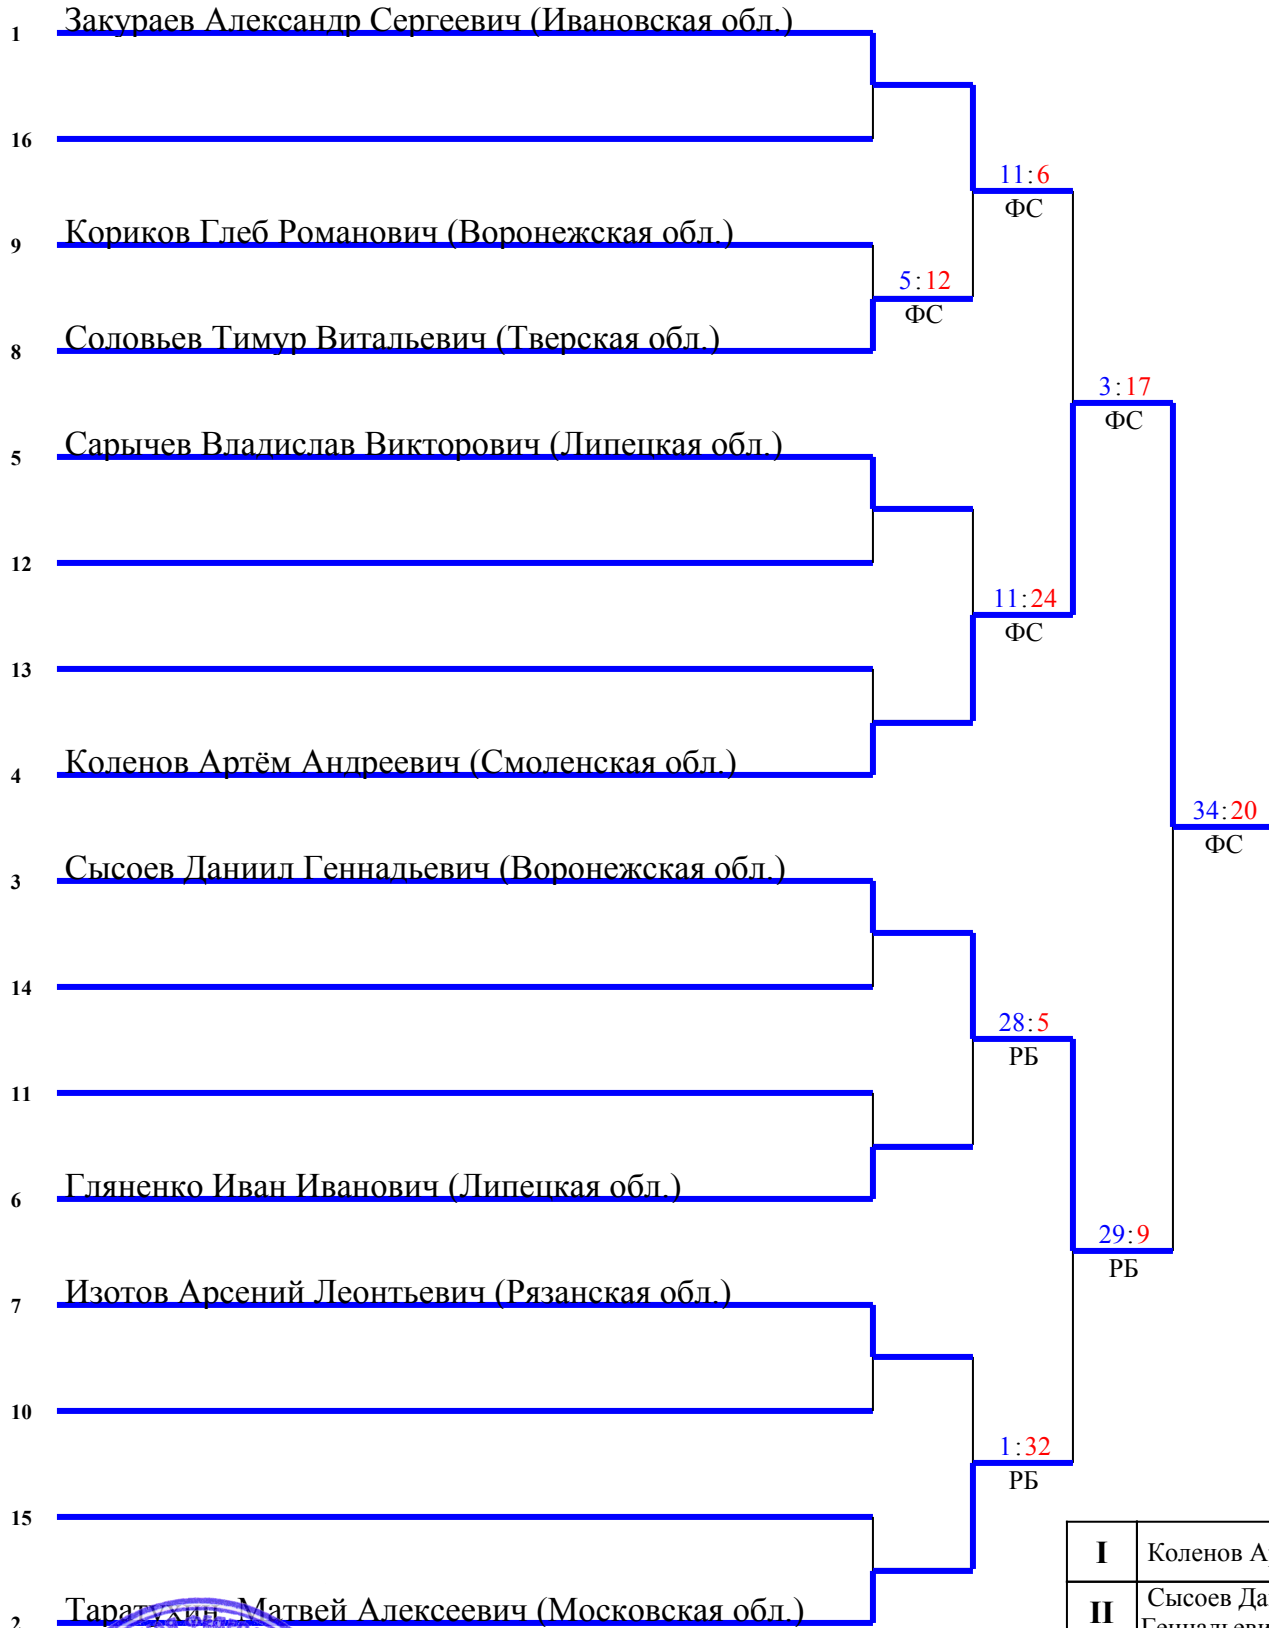 1 Закураев Александр Сергеевич (Ивановская обл.)
16
11:6
ФС
9 Кориков Глеб Романович (Воронежская обл.)
5:12
ФС
8 Соловьев Тимур Витальевич (Тверская обл.)
3:17
ФС
5 Сарычев Владислав Викторович (Липецкая обл.)
12
11:24
ФС
13
4 Коленов Артём Андреевич (Смоленская обл.)
34:20
ФС
3 Сысоев Даниил Геннадьевич (Воронежская обл.)
14
28:5
РБ
11
6 Гляненко Иван Иванович (Липецкая обл.)
29:9
РБ
7 Изотов Арсений Леонтьевич (Рязанская обл.)
10
1:32
РБ
15
I Коленов
2 Таратухин Матвей Алексеевич (Московская обл.)
II Сысоев